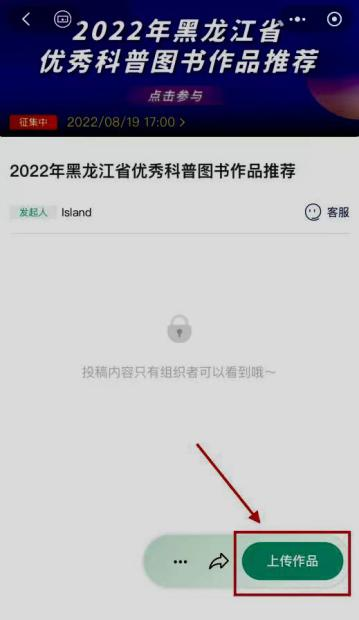 2022年黑龙江省
优秀科普图书作品推荐
点击参与
征集中 2022/08/19 17:00 >
2022年黑龙江省优秀科普图书作品推荐
发起人 Island 客服
投稿内容只有组织者可以看到哦～
上传作品